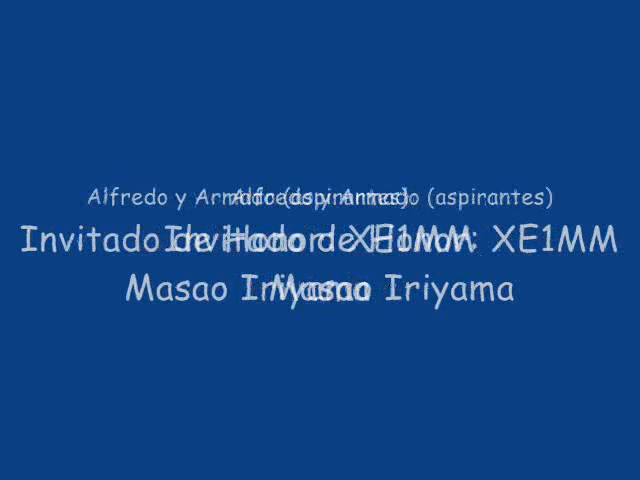 Alfredo y Armando (aspirantes)
Invitado de Honor: XE1MM
Masao Iriyama